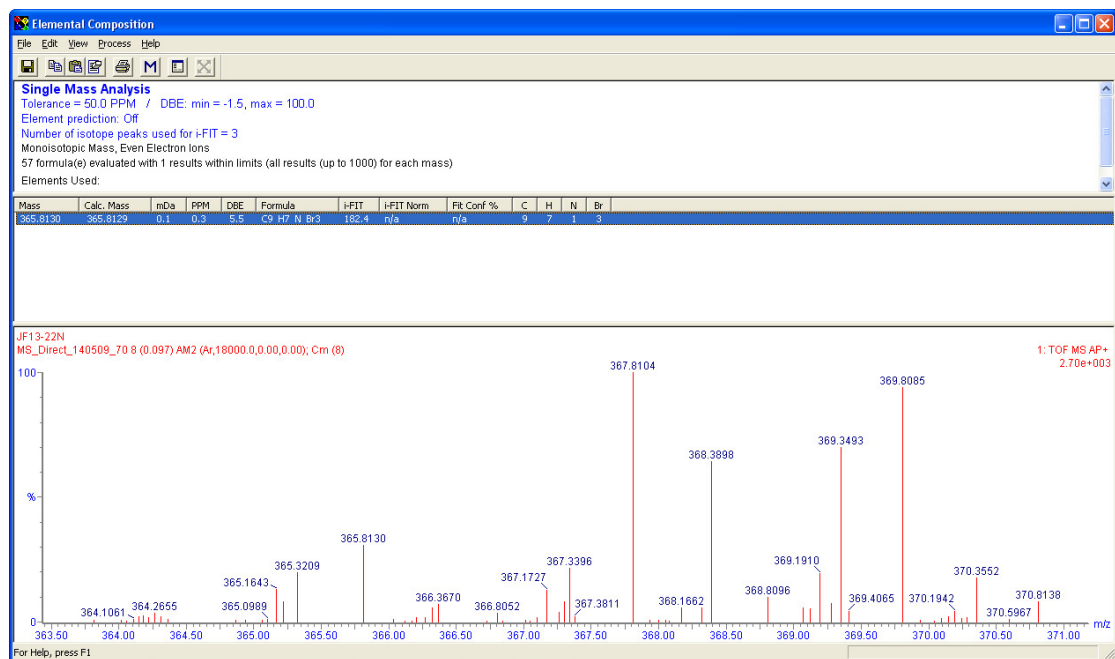 Elemental Composition
File Edit View Process Help
Single Mass Analysis
Tolerance = 50.0 PPM / DBE: min = -1.5, max = 100.0
Element prediction: Off
Number of isotope peaks used for i-FIT = 3
Monoisotopic Mass, Even Electron Ions
57 formula(e) evaluated with 1 results within limits (all results (up to 1000) for each mass)
Elements Used:
Mass Calc. Mass mDa PPM DBE Formula i-FIT i-FIT Norm Fit Conf % C H N Br
365.8130 365.8129 0.1 0.3 5.5 C9 H7 N Br3 182.4 n/a n/a 9 7 1 3
JF13-22N
MS_Direct_140509_70 8 (0.097) AM2 (Ar,18000.0,0.00,0.00); Cm (8)
1: TOF MS AP+
2.70e+003
100
367.8104
369.8085
369.3493
368.3898
%
365.8130
367.3396
369.1910
365.3209
370.3552
365.1643
367.1727
364.1061 364.2655 365.0989 366.3670 366.8052 367.3811 368.1662 368.8096 369.4065 370.1942 370.5967 370.8138
0
363.50 364.00 364.50 365.00 365.50 366.00 366.50 367.00 367.50 368.00 368.50 369.00 369.50 370.00 370.50 371.00 m/z
For Help, press F1